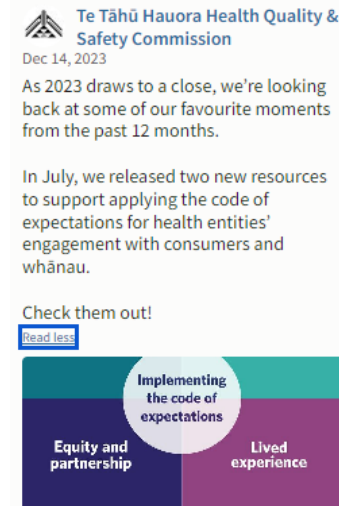 Te Tāhū Hauora Health Quality &
Safety Commission
Dec 14, 2023
As 2023 draws to a close, we're looking
back at some of our favourite moments
from the past 12 months.
In July, we released two new resources
to support applying the code of
expectations for health entities'
engagement with consumers and
whānau.
Check them out!
Read less
Implementing
the code of
expectations
Equity and
partnership
Lived
experience